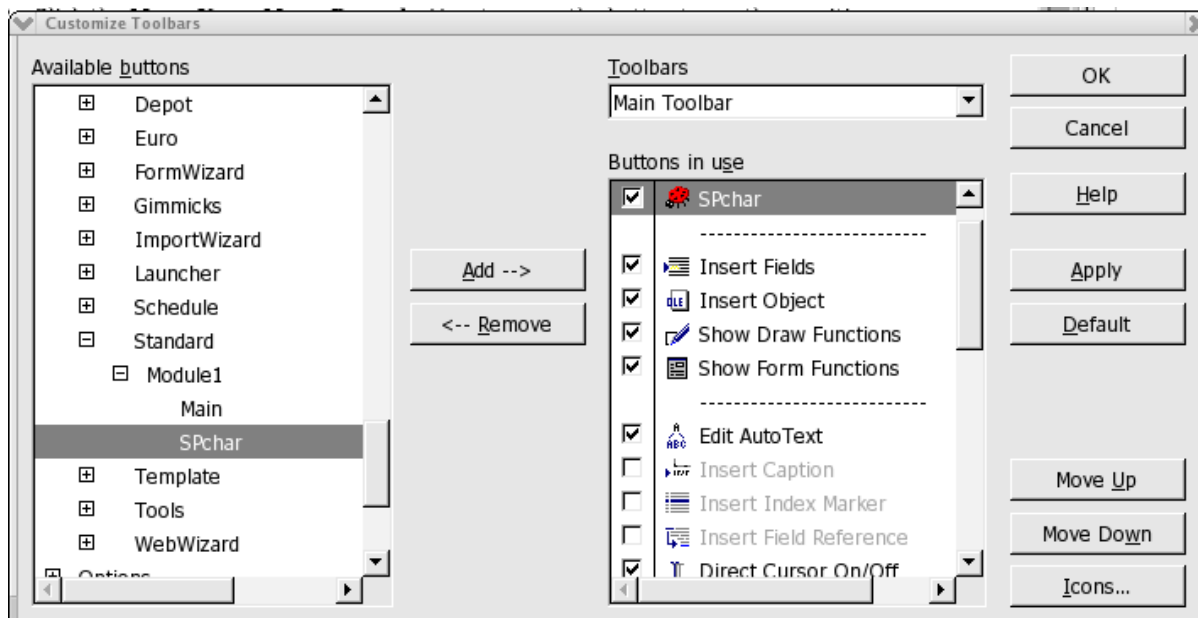 Customize Toolbars
Available buttons
Depot
Euro
FormWizard
Gimmicks
ImportWizard
Launcher
Schedule
Standard
Module1
Main
SPchar
Template
Tools
WebWizard
Options
Add -->
<-- Remove
Toolbars
Main Toolbar
Buttons in use
SPchar
---------------------------
Insert Fields
Insert Object
Show Draw Functions
Show Form Functions
---------------------------
Edit AutoText
Insert Caption
Insert Index Marker
Insert Field Reference
Direct Cursor On/Off
OK
Cancel
Help
Apply
Default
Move Up
Move Down
Icons...